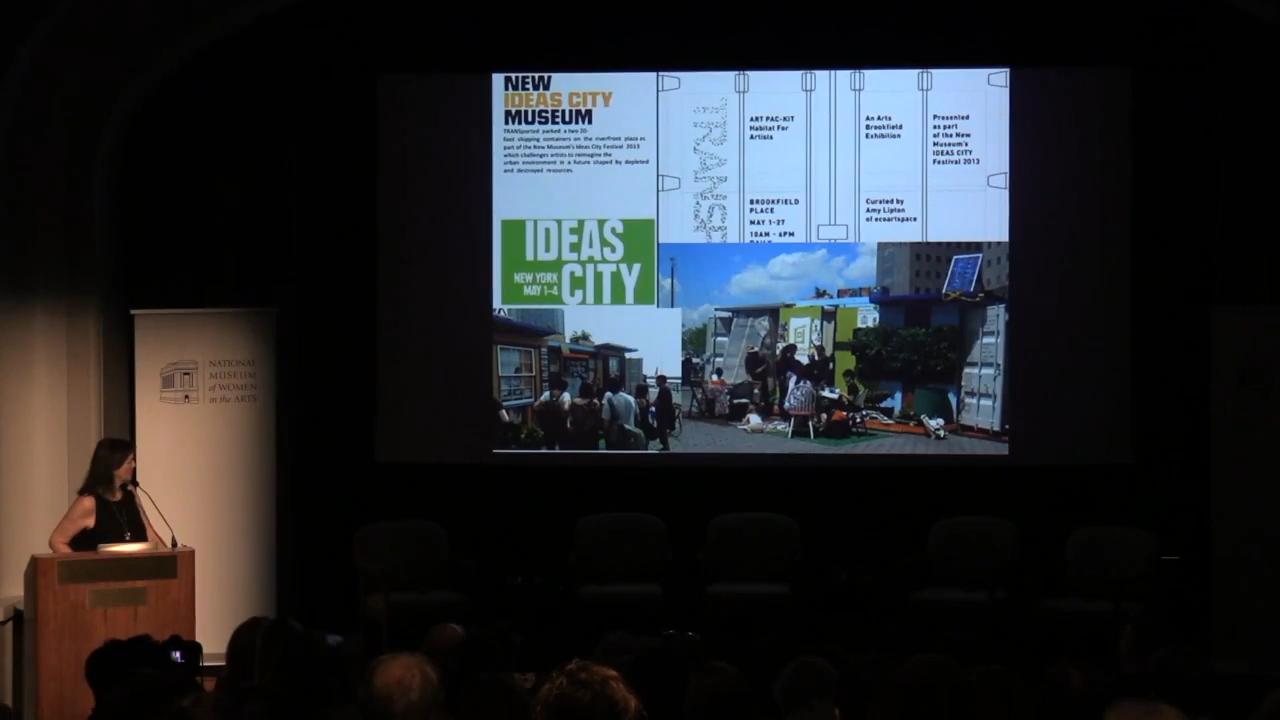 NEW
IDEAS CITY
MUSEUM
TRANSported parked a two 20-
foot shipping containers on the riverfront plaza as
part of the New Museum's Ideas City Festival 2013
which challenges artists to reimagine the
urban environment in a future shaped by depleted
and destroyed resources.
IDEAS
NEW YORK
MAY 1-4
CITY
ART PAC-KIT
Habitat For
Artists
BROOKFIELD
PLACE
MAY 1-27
10AM - 6PM
An Arts
Brookfield
Exhibition
Curated by
Amy Lipton
of ecoartspace
Presented
as part
of the New
Museum's
IDEAS CITY
Festival 2013
NATIONAL
MUSEUM
of WOMEN
in the ARTS